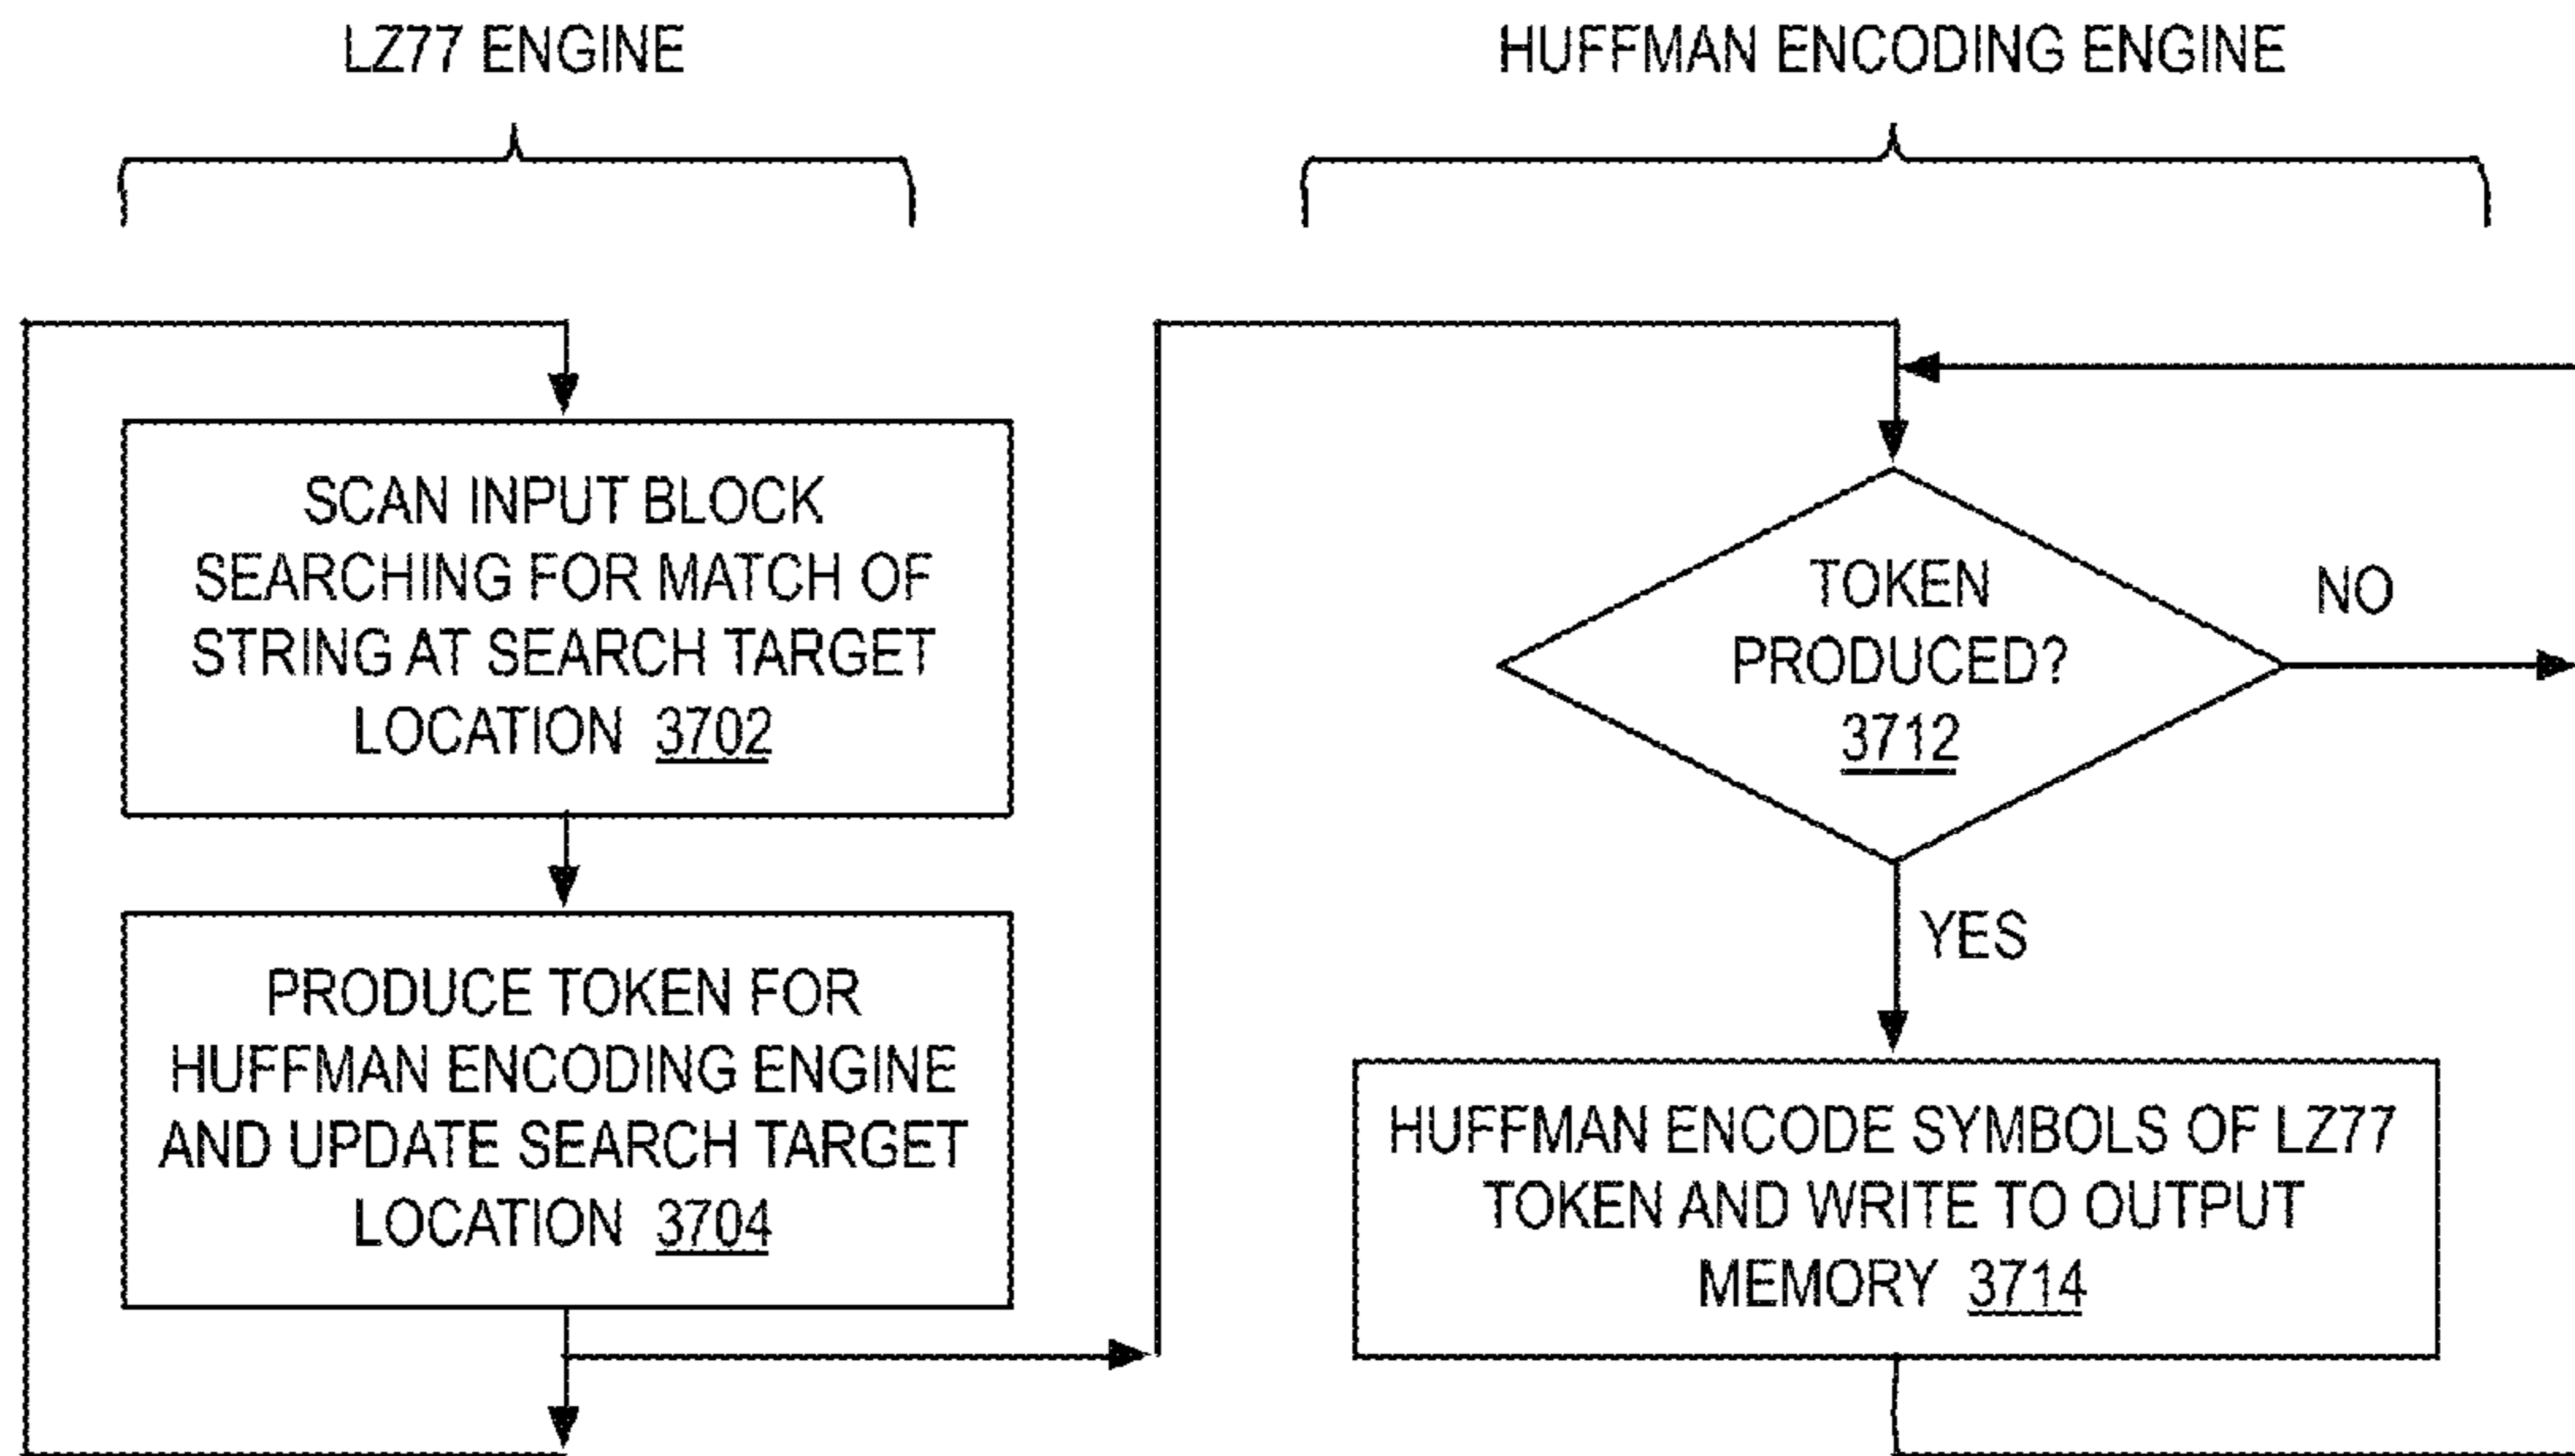 LZ77 ENGINE
SCAN INPUT BLOCK
SEARCHING FOR MATCH OF
STRING AT SEARCH TARGET
LOCATION 3702
PRODUCE TOKEN FOR
HUFFMAN ENCODING ENGINE
AND UPDATE SEARCH TARGET
LOCATION 3704
HUFFMAN ENCODING ENGINE
TOKEN
PRODUCED?
3712
NO
YES
HUFFMAN ENCODE SYMBOLS OF LZ77
TOKEN AND WRITE TO OUTPUT
MEMORY 3714